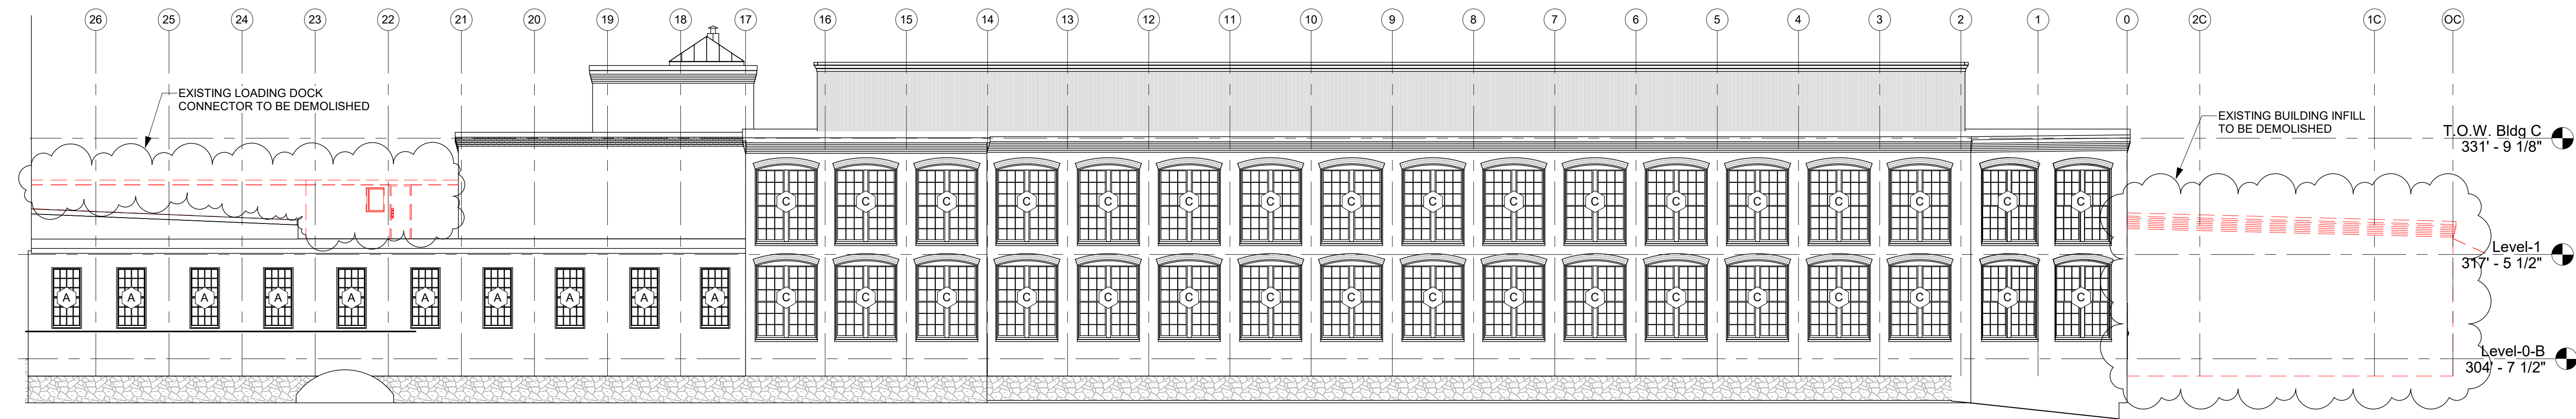 26 25 24 23 22 21 20 19 18 17 16 15 14 13 12 11 10 9 8 7 6 5 4 3 2 1 0 2C 1C OC
EXISTING LOADING DOCK
CONNECTOR TO BE DEMOLISHED
EXISTING BUILDING INFILL
TO BE DEMOLISHED
T.O.W. Bldg C
331' - 9 1/8"
C C C C C C C C C C C C C C C C C
Level-1
317' - 5 1/2"
A A A A A A A A A A C C C C C C C C C C C C C C C C C
Level-0-B
304' - 7 1/2"